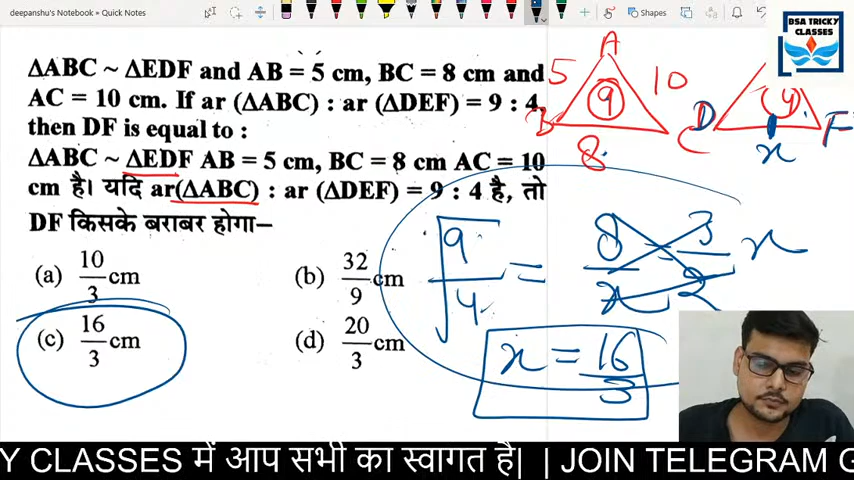 deepanshu's Notebook » Quick Notes
Shapes
BSA TRICKY
CLASSES
ΔABC ~ ΔEDF and AB = 5 cm, BC = 8 cm and
AC = 10 cm. If ar (ΔABC) : ar (ΔDEF) = 9 : 4,
then DF is equal to :
ΔABC ~ ΔEDF AB = 5 cm, BC = 8 cm AC = 10
cm है। यदि ar(ΔABC) : ar (ΔDEF) = 9 : 4 है, तो
DF किसके बराबर होगा–
(a) 10/3 cm
(b) 32/9 cm
(c) 16/3 cm
(d) 20/3 cm
A
5
10
9
B
8
C
D
(4)
F
x
√9/√4 = 8/x = 3/2 x
x = 16/3
Y CLASSES में आप सभी का स्वागत है| | JOIN TELEGRAM G